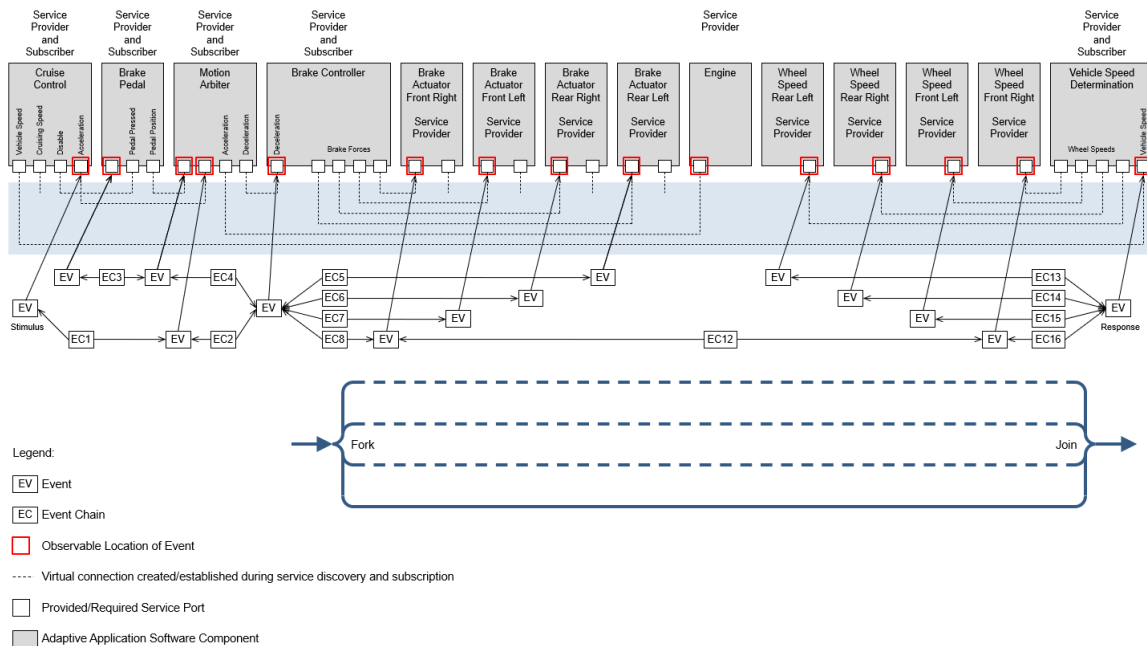 Service
Provider
and
Subscriber
Service
Provider
and
Subscriber
Service
Provider
and
Subscriber
Service
Provider
and
Subscriber
Service
Provider
Service
Provider
and
Subscriber
Cruise
Control
Brake
Pedal
Motion
Arbiter
Brake Controller
Brake
Actuator
Front Right
Service
Provider
Brake
Actuator
Front Left
Service
Provider
Brake
Actuator
Rear Right
Service
Provider
Brake
Actuator
Rear Left
Service
Provider
Engine
Wheel
Speed
Rear Left
Service
Provider
Wheel
Speed
Rear Right
Service
Provider
Wheel
Speed
Front Left
Service
Provider
Wheel
Speed
Front Right
Service
Provider
Vehicle Speed
Determination
Vehicle Speed
Cruising Speed
Disable
Acceleration
Pedal Pressed
Pedal Position
Acceleration
Deceleration
Deceleration
Brake Forces
Wheel Speeds
Vehicle Speed
EV
EC3
EV
EC4
EC5
EV
EV
EC13
EC6
EV
EV
EC14
EV
EV
EV
Stimulus
EC7
EV
EV
EC15
Response
EC1
EV
EC2
EC8
EV
EC12
EV
EC16
Fork
Join
Legend:
EV Event
EC Event Chain
Observable Location of Event
Virtual connection created/established during service discovery and subscription
Provided/Required Service Port
Adaptive Application Software Component